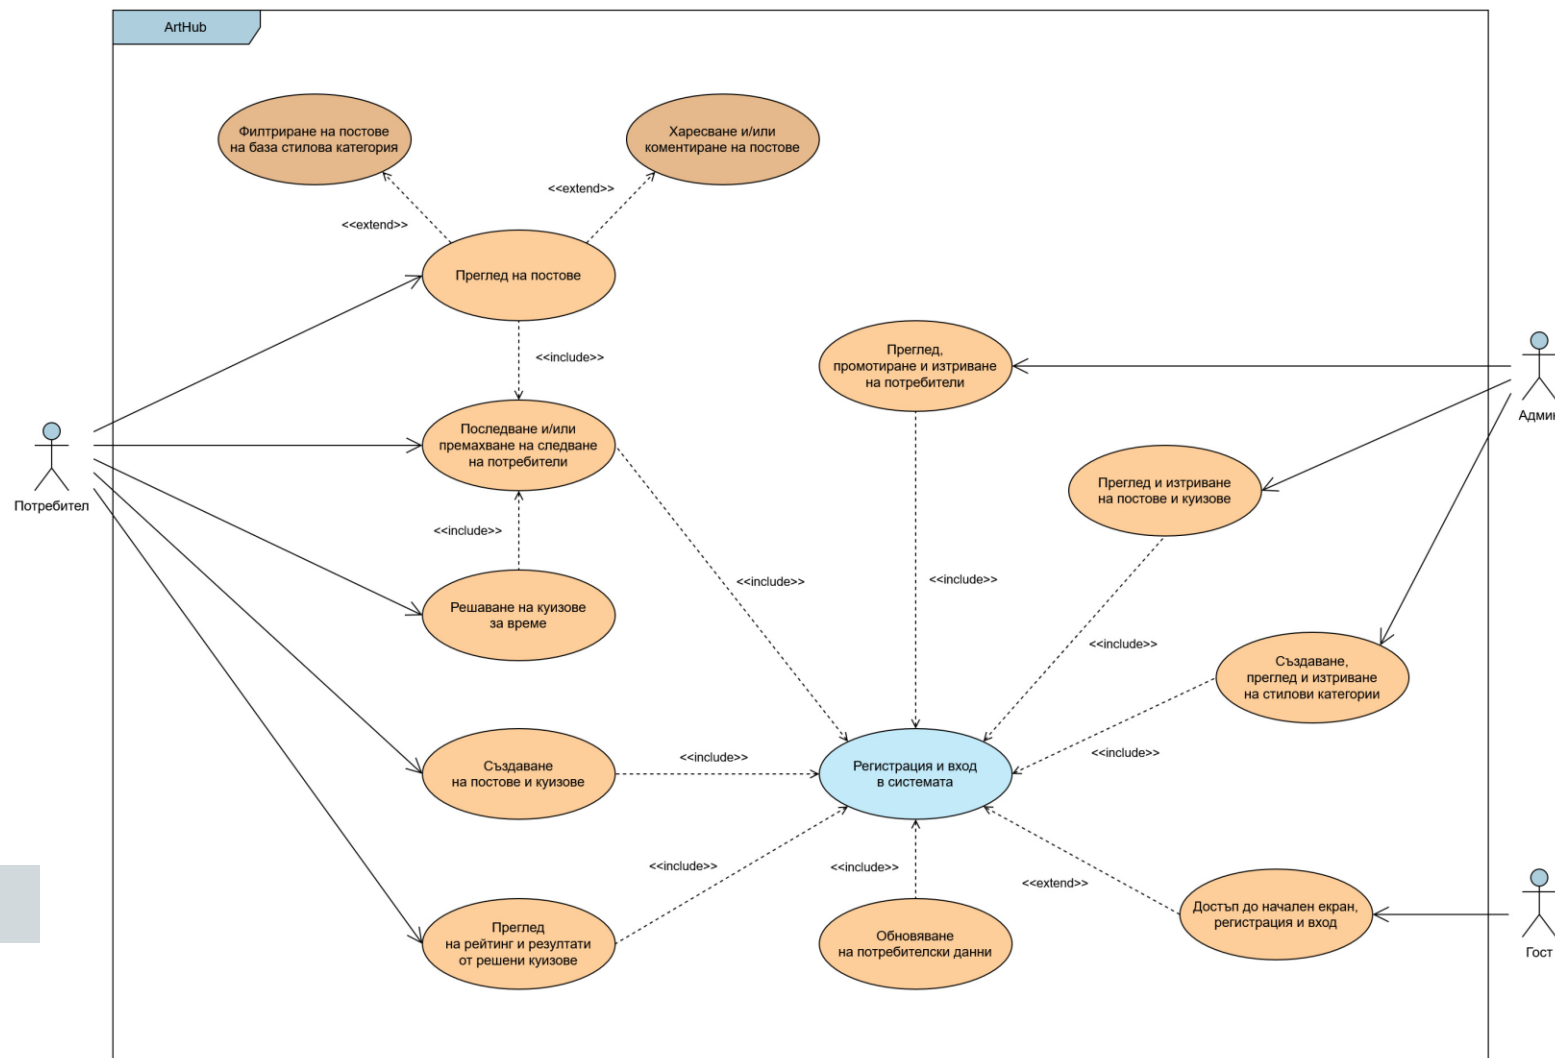 ArtHub
Филтриране на постове
на база стилова категория
Харесване и/или
коментиране на постове
<<extend>>
<<extend>>
Преглед на постове
<<include>>
Преглед,
промотиране и изтриване
на потребители
Админ
Последване и/или
премахване на следване
на потребители
Потребител
Преглед и изтриване
на постове и куизове
<<include>>
<<include>>
<<include>>
Решаване на куизове
за време
<<include>>
Създаване,
преглед и изтриване
на стилови категории
<<include>>
<<include>>
Създаване
на постове и куизове
Регистрация и вход
в системата
<<include>>
<<include>>
<<extend>>
Преглед
на рейтинг и резултати
от решени куизове
Обновяване
на потребителски данни
Достъп до начален екран,
регистрация и вход
Гост